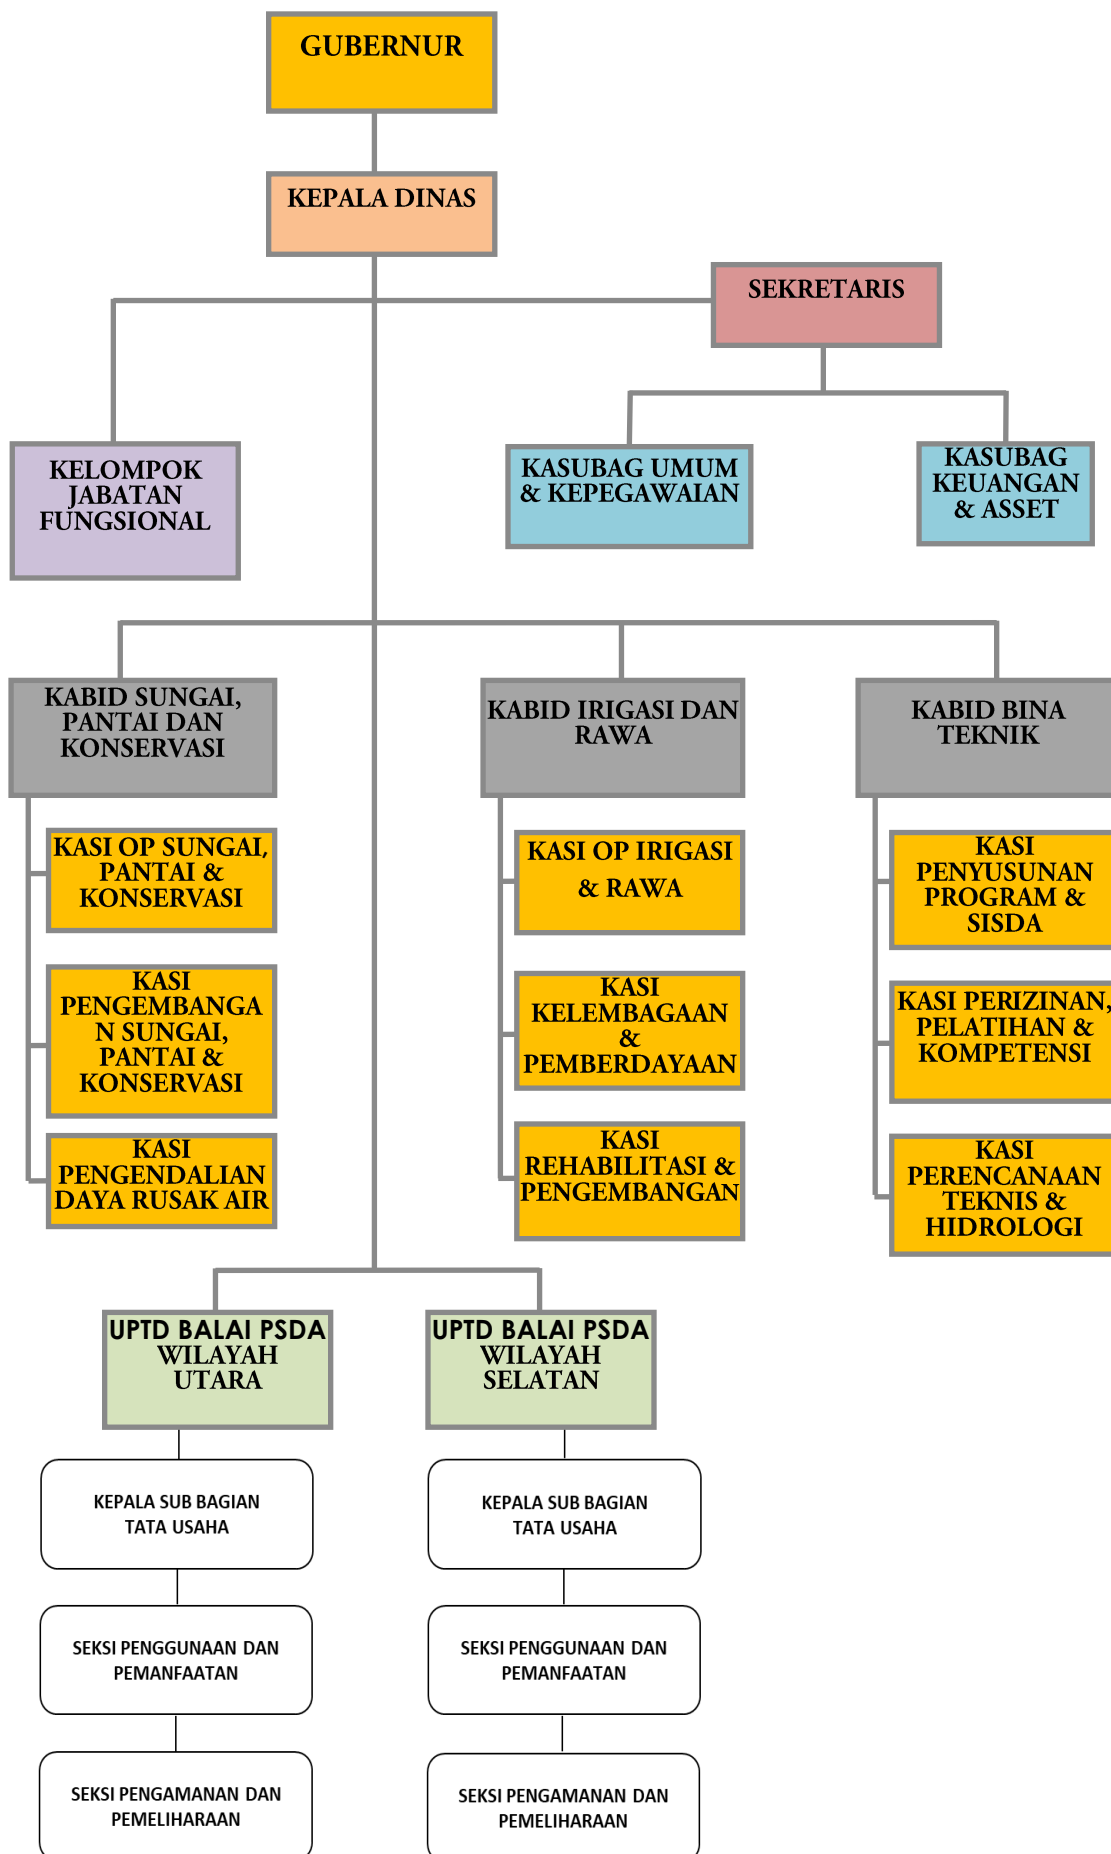 GUBERNUR
KEPALA DINAS
SEKRETARIS
KELOMPOK
JABATAN
FUNGSIONAL
KASUBAG UMUM
& KEPEGAWAIAN
KASUBAG
KEUANGAN
& ASSET
KABID SUNGAI,
PANTAI DAN
KONSERVASI
KABID IRIGASI DAN
RAWA
KABID BINA
TEKNIK
KASI OP SUNGAI,
PANTAI &
KONSERVASI
KASI
PENGEMBANGA
N SUNGAI,
PANTAI &
KONSERVASI
KASI
PENGENDALIAN
DAYA RUSAK AIR
KASI OP IRIGASI
& RAWA
KASI
KELEMBAGAAN
&
PEMBERDAYAAN
KASI
REHABILITASI &
PENGEMBANGAN
KASI
PENYUSUNAN
PROGRAM &
SISDA
KASI PERIZINAN,
PELATIHAN &
KOMPETENSI
KASI
PERENCANAAN
TEKNIS &
HIDROLOGI
UPTD BALAI PSDA
WILAYAH
UTARA
KEPALA SUB BAGIAN
TATA USAHA
SEKSI PENGGUNAAN DAN
PEMANFAATAN
SEKSI PENGAMANAN DAN
PEMELIHARAAN
UPTD BALAI PSDA
WILAYAH
SELATAN
KEPALA SUB BAGIAN
TATA USAHA
SEKSI PENGGUNAAN DAN
PEMANFAATAN
SEKSI PENGAMANAN DAN
PEMELIHARAAN